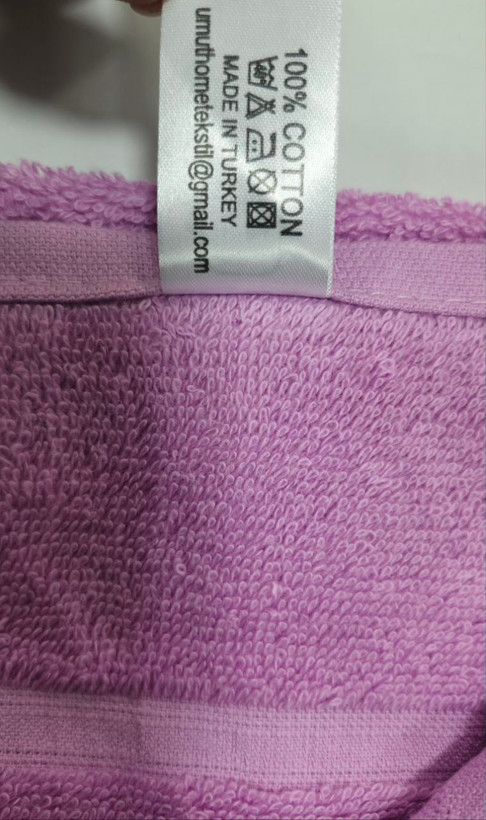 100% COTTON
MADE IN TURKEY
umuthometekstil@gmail.com